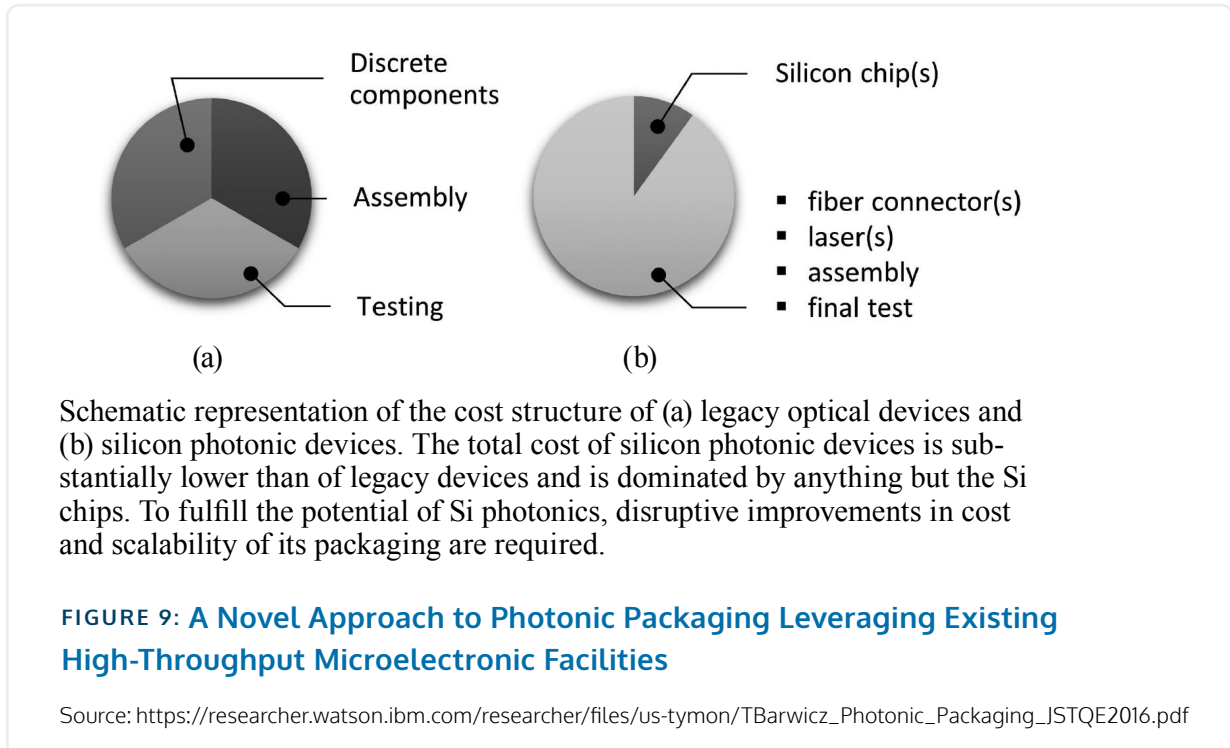 Discrete
components
Assembly
Testing
(a)
Silicon chip(s)
▪ fiber connector(s)
▪ laser(s)
▪ assembly
▪ final test
(b)
Schematic representation of the cost structure of (a) legacy optical devices and
(b) silicon photonic devices. The total cost of silicon photonic devices is sub-
stantially lower than of legacy devices and is dominated by anything but the Si
chips. To fulfill the potential of Si photonics, disruptive improvements in cost
and scalability of its packaging are required.
FIGURE 9: A Novel Approach to Photonic Packaging Leveraging Existing
High-Throughput Microelectronic Facilities
Source: https://researcher.watson.ibm.com/researcher/files/us-tymon/TBarwicz_Photonic_Packaging_JSTQE2016.pdf